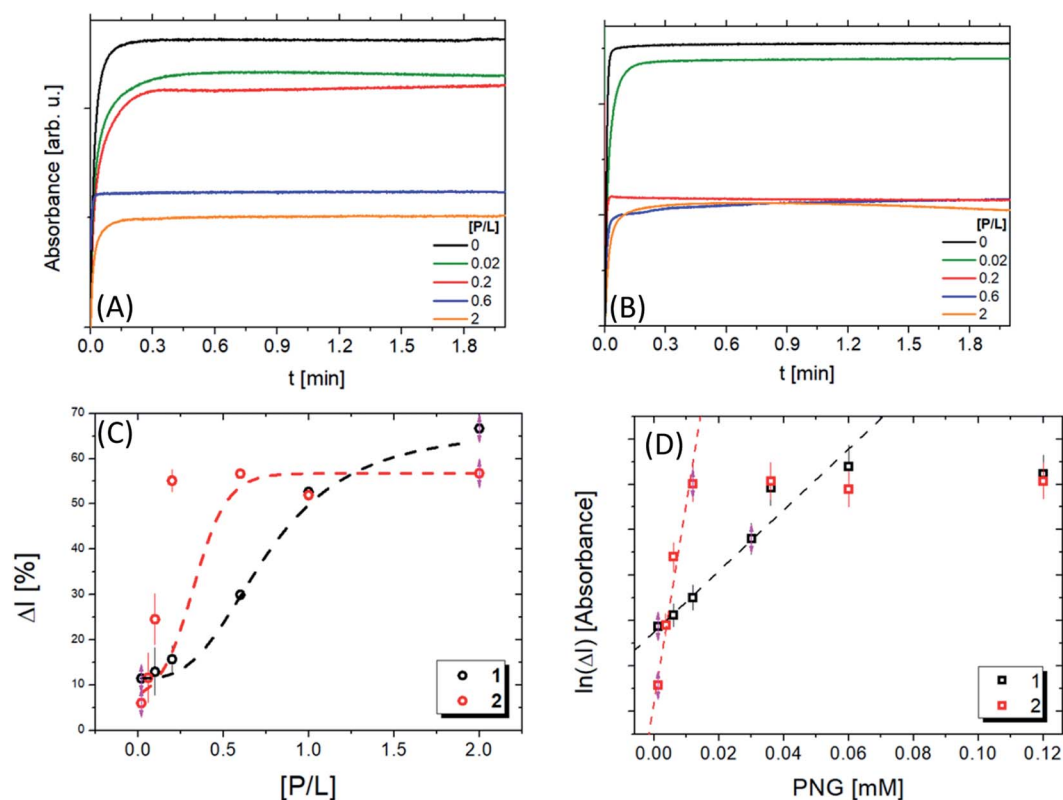 Absorbance [arb. u.]
(A)
[P/L]
0
0.02
0.2
0.6
2
0.0 0.3 0.6 0.9 1.2 1.5 1.8
t [min]
(B)
[P/L]
0
0.02
0.2
0.6
2
0.0 0.3 0.6 0.9 1.2 1.5 1.8
t [min]
(C)
ΔI [%]
70
60
50
40
30
20
10
0
1
2
0.0 0.5 1.0 1.5 2.0
[P/L]
(D)
ln(ΔI) [Absorbance]
1
2
0.00 0.02 0.04 0.06 0.08 0.10 0.12
PNG [mM]